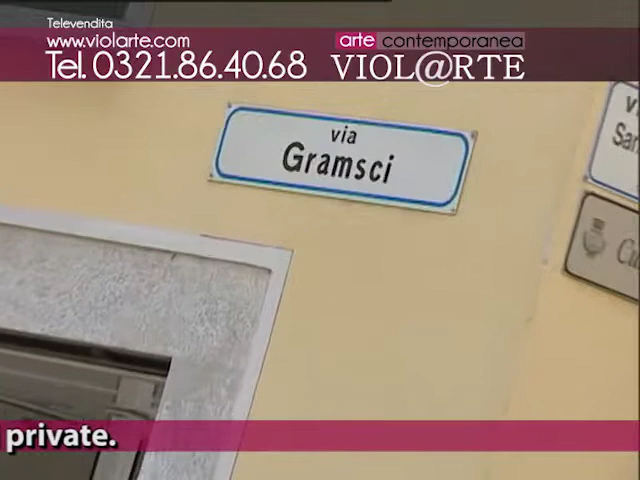 Televendita
www.violarte.com
Tel. 0321.86.40.68
arte contemporanea
VIOL@RTE
via
Gramsci
private.